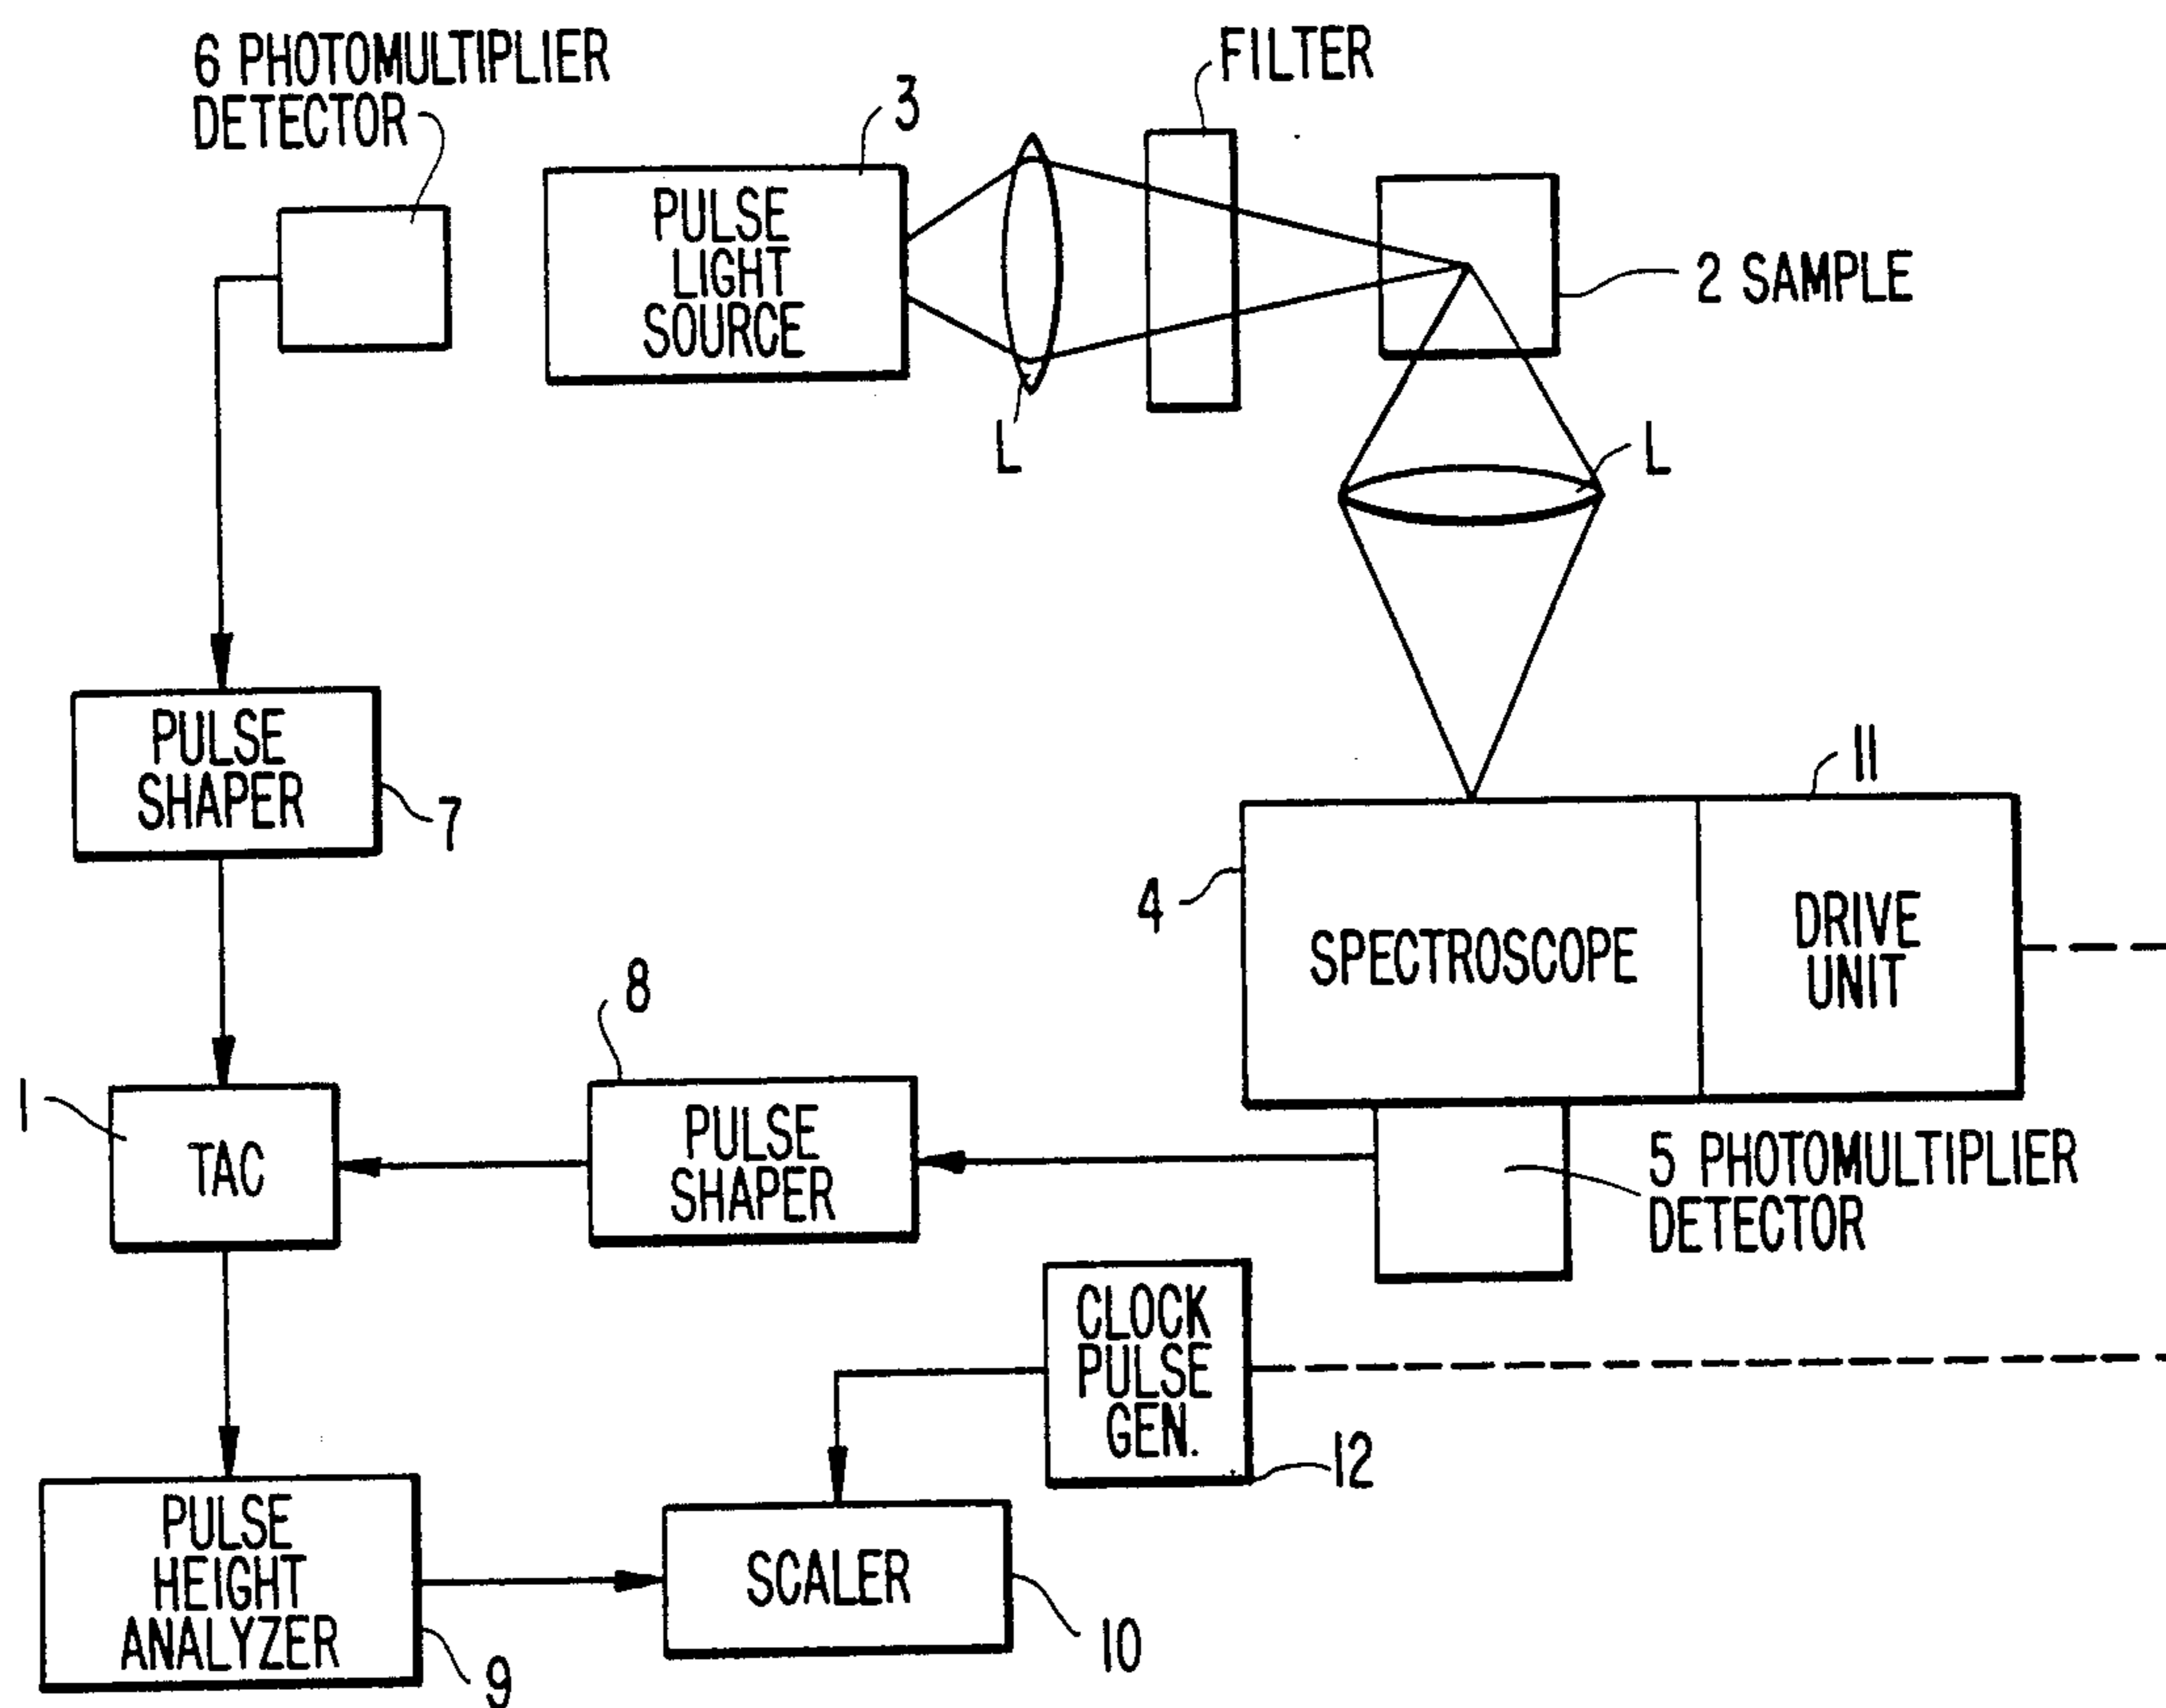 6 PHOTOMULTIPLIER
DETECTOR
FILTER
3
PULSE
LIGHT
SOURCE
2 SAMPLE
L
L
PULSE
SHAPER
7
11
4
SPECTROSCOPE
DRIVE
UNIT
8
1
TAC
PULSE
SHAPER
5 PHOTOMULTIPLIER
DETECTOR
CLOCK
PULSE
GEN.
12
PULSE
HEIGHT
ANALYZER
9
SCALER
10